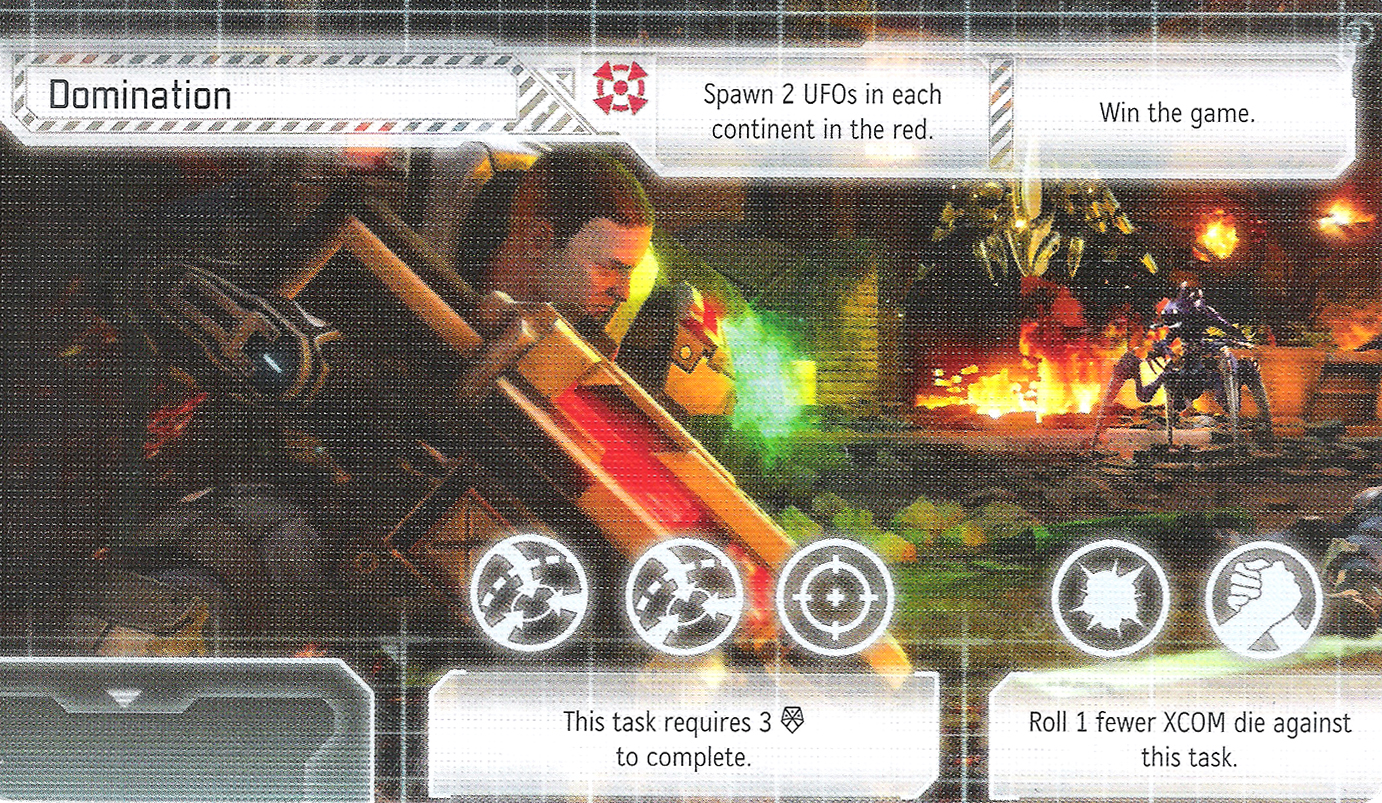 Domination
Spawn 2 UFOs in each
continent in the red.
Win the game.
This task requires 3
to complete.
Roll 1 fewer XCOM die against
this task.